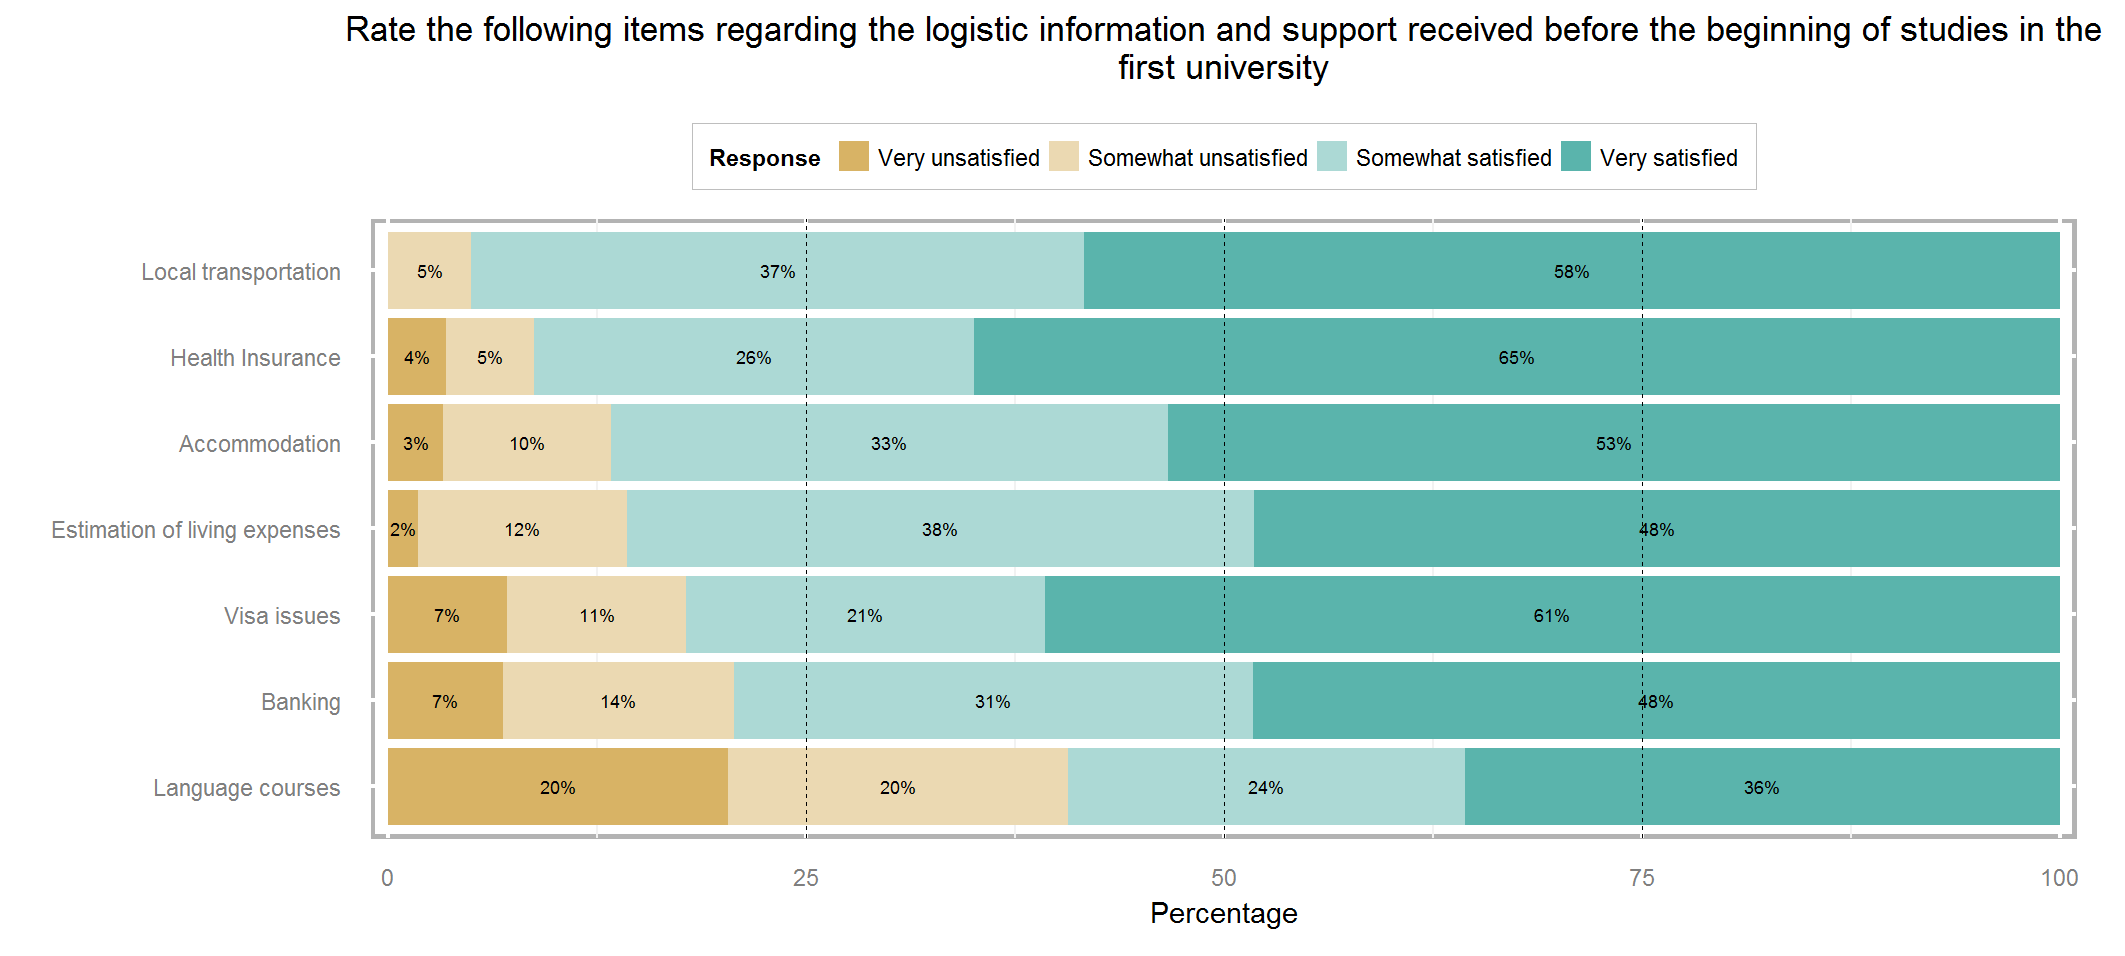 Rate the following items regarding the logistic information and support received before the beginning of studies in the
first university
Response Very unsatisfied Somewhat unsatisfied Somewhat satisfied Very satisfied
Local transportation 5% 37% 58%
Health Insurance 4% 5% 26% 65%
Accommodation 3% 10% 33% 53%
Estimation of living expenses 2% 12% 38% 48%
Visa issues 7% 11% 21% 61%
Banking 7% 14% 31% 48%
Language courses 20% 20% 24% 36%
0 25 50 75 100
Percentage